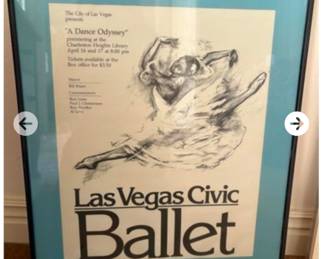 The City of Las Vegas
presents
"A Dance Odyssey"
premiering at the
Charleston Heights Library
April 16 and 17 at 8:00 pm
Tickets available at the
Box office for $3.50
Las Vegas Civic
Ballet